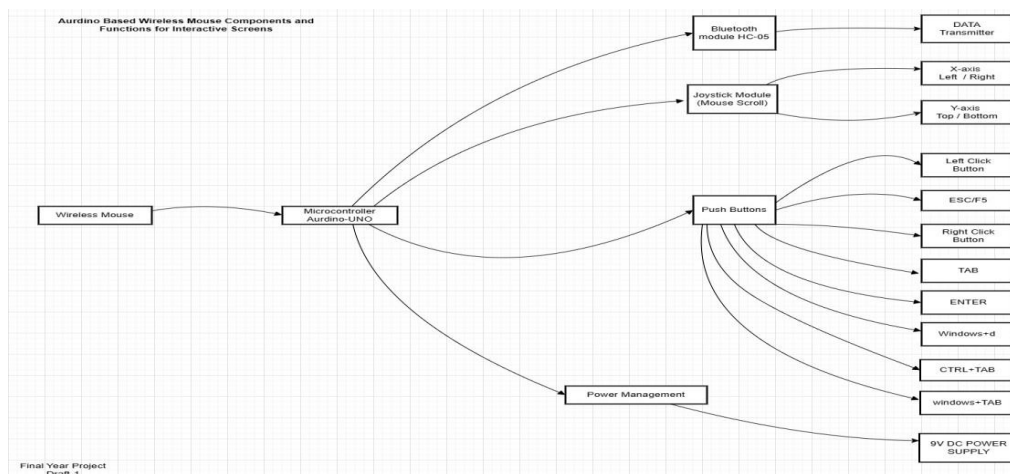 Aurdino Based Wireless Mouse Components and
Functions for Interactive Screens
Bluetooth
module HC-05
DATA
Transmitter
X-axis
Left / Right
Joystick Module
(Mouse Scroll)
Y-axis
Top / Bottom
Left Click
Button
ESC/F5
Wireless Mouse
Microcontroller
Aurdino-UNO
Push Buttons
Right Click
Button
TAB
ENTER
Windows+d
CTRL+TAB
Power Management
windows+TAB
9V DC POWER
SUPPLY
Final Year Project
Draft-1